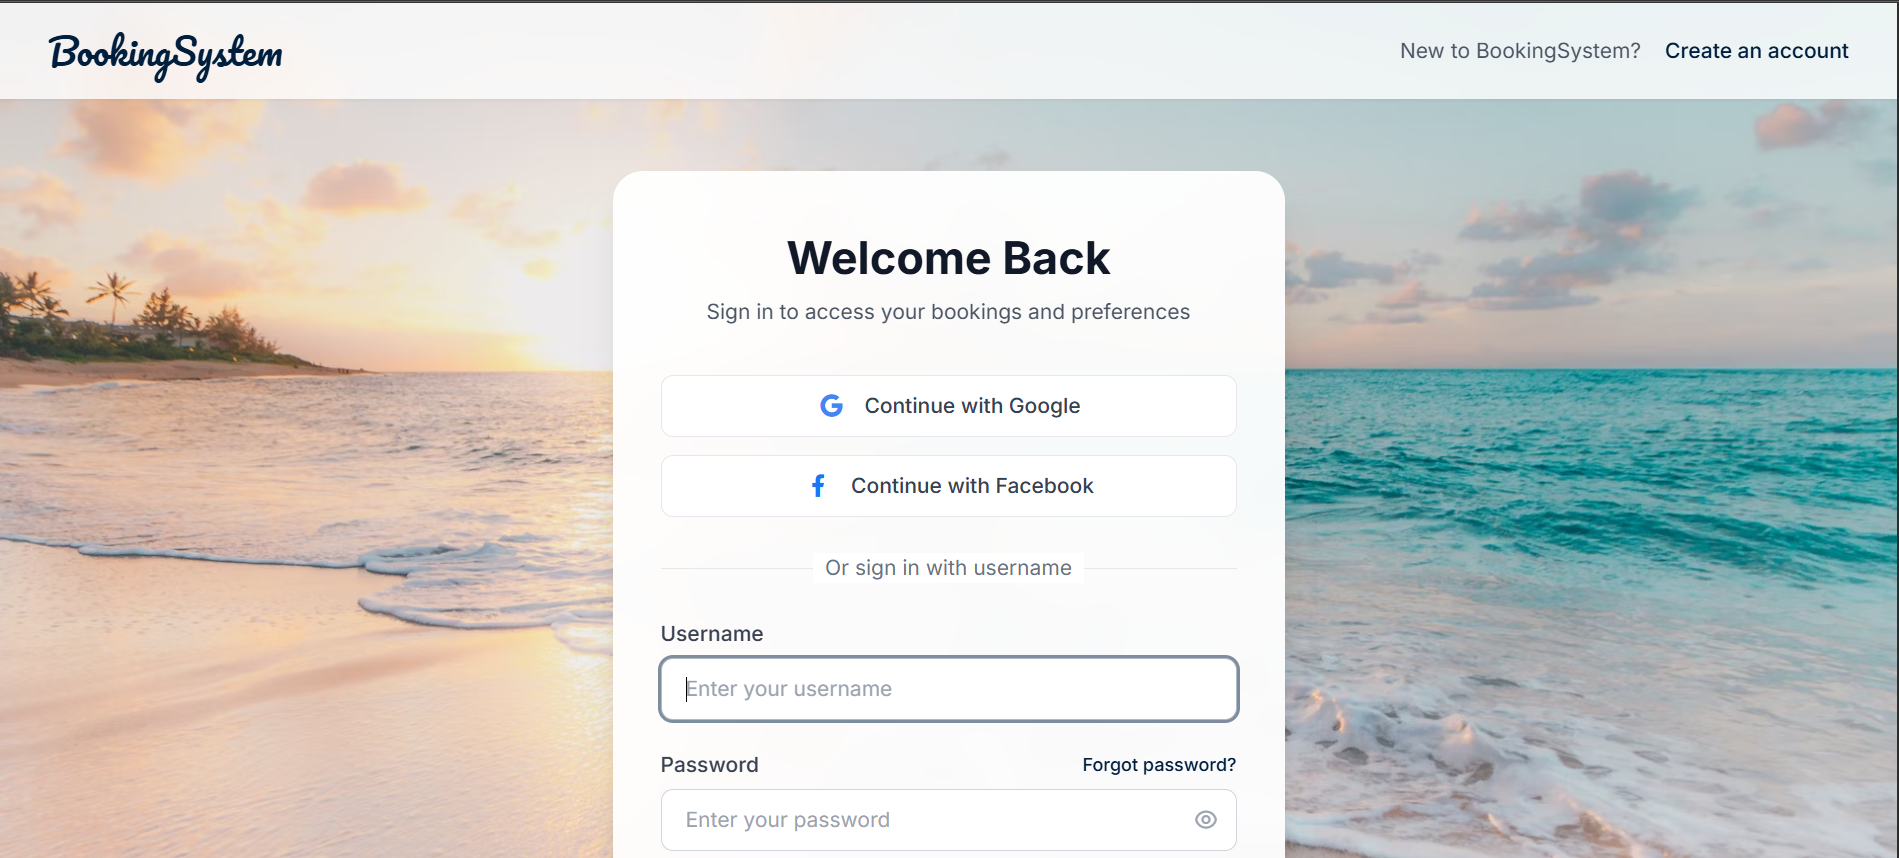 BookingSystem
New to BookingSystem? Create an account
Welcome Back
Sign in to access your bookings and preferences
Continue with Google
Continue with Facebook
Or sign in with username
Username
Enter your username
Password Forgot password?
Enter your password